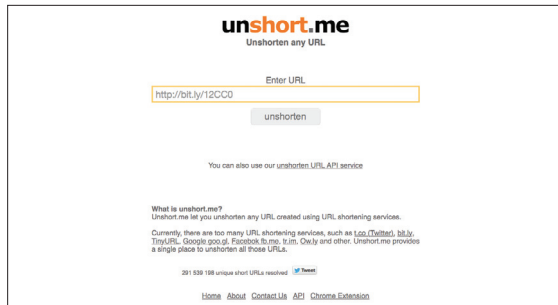 unshort.me
Unshorten any URL
Enter URL
http://bit.ly/12CC0
unshorten
You can also use our unshorten URL API service
What is unshort.me?
Unshort.me let you unshorten any URL created using URL shortening services.
Currently, there are too many URL shortening services, such as t.co (Twitter), bit.ly,
TinyURL, Google goo.gl, Facebok fb.me, tr.im, Ow.ly and other. Unshort.me provides
a single place to unshorten all those URLs.
291 539 198 unique short URLs resolved Tweet
Home About Contact Us API Chrome Extension